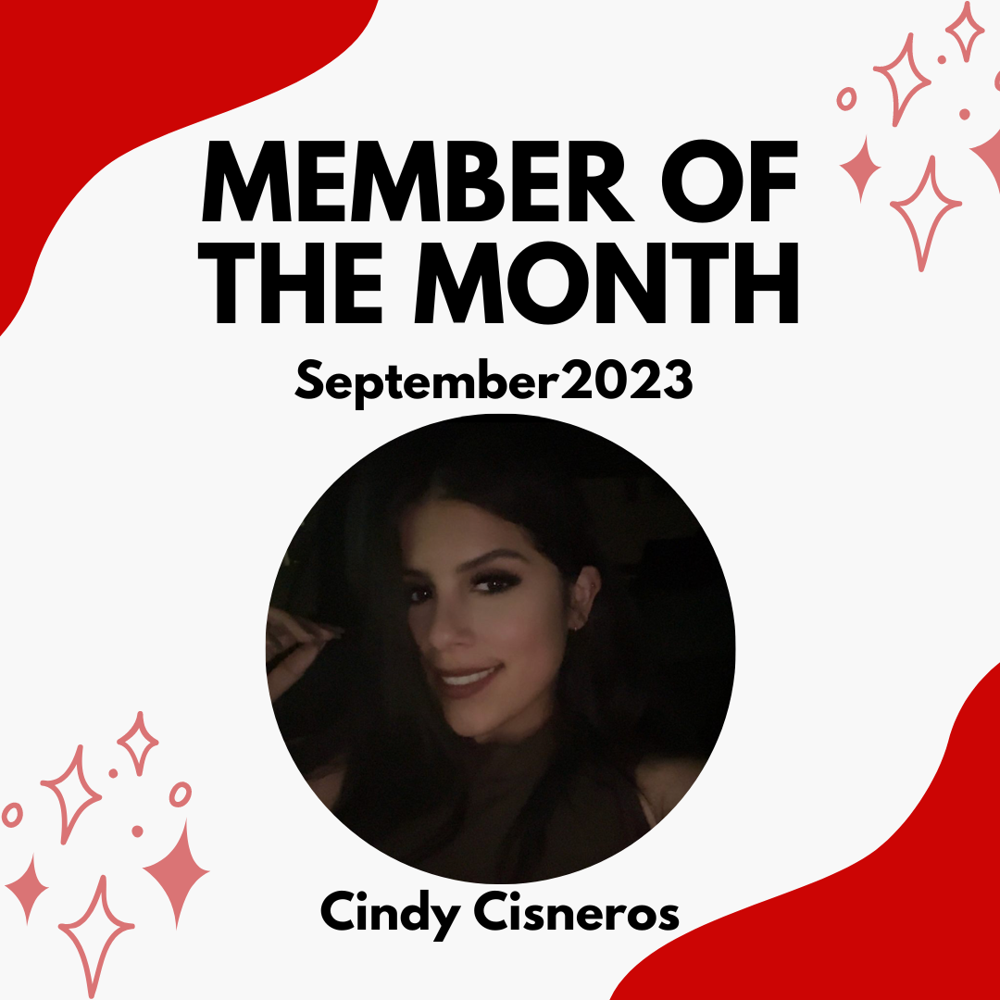 MEMBER OF
THE MONTH
September2023
Cindy Cisneros